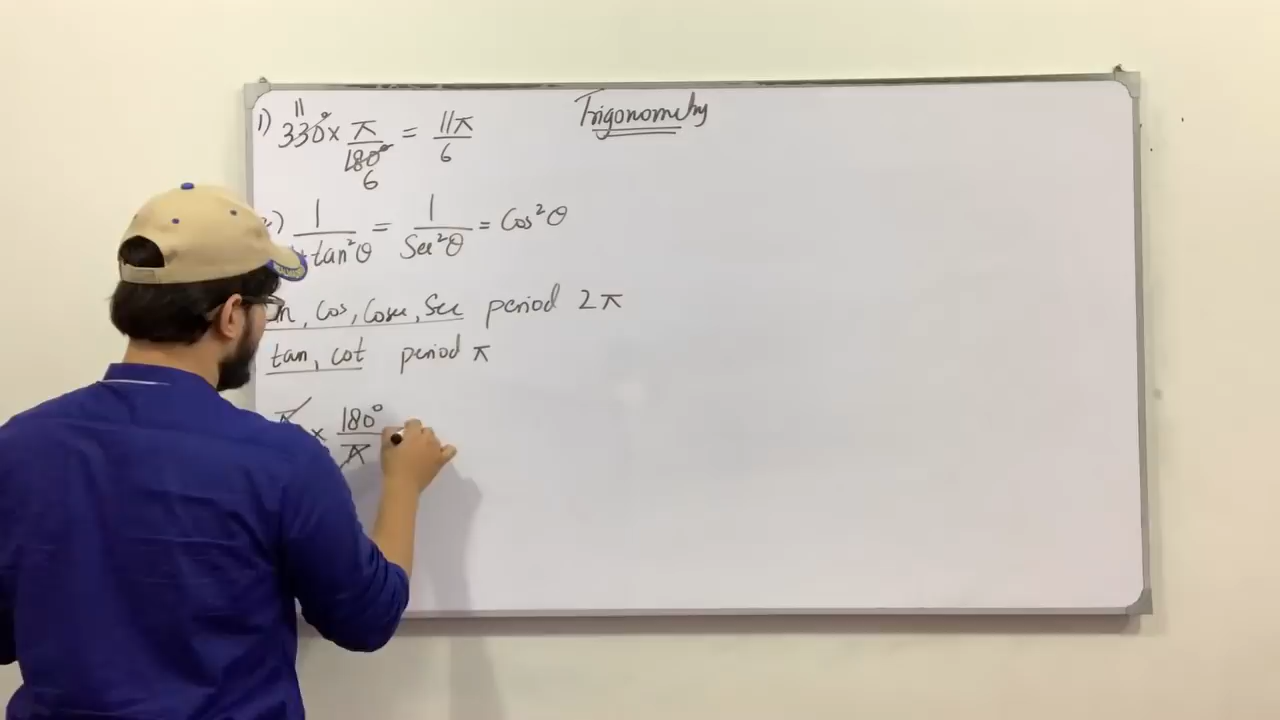 Trigonometry
1) 330° × π/180° = 11π/6
11
6
2) 1/+tan²θ = 1/Sec²θ = Cos²θ
n, Cos, Cosec, Sec period 2π
tan, cot period π
π × 180°/π